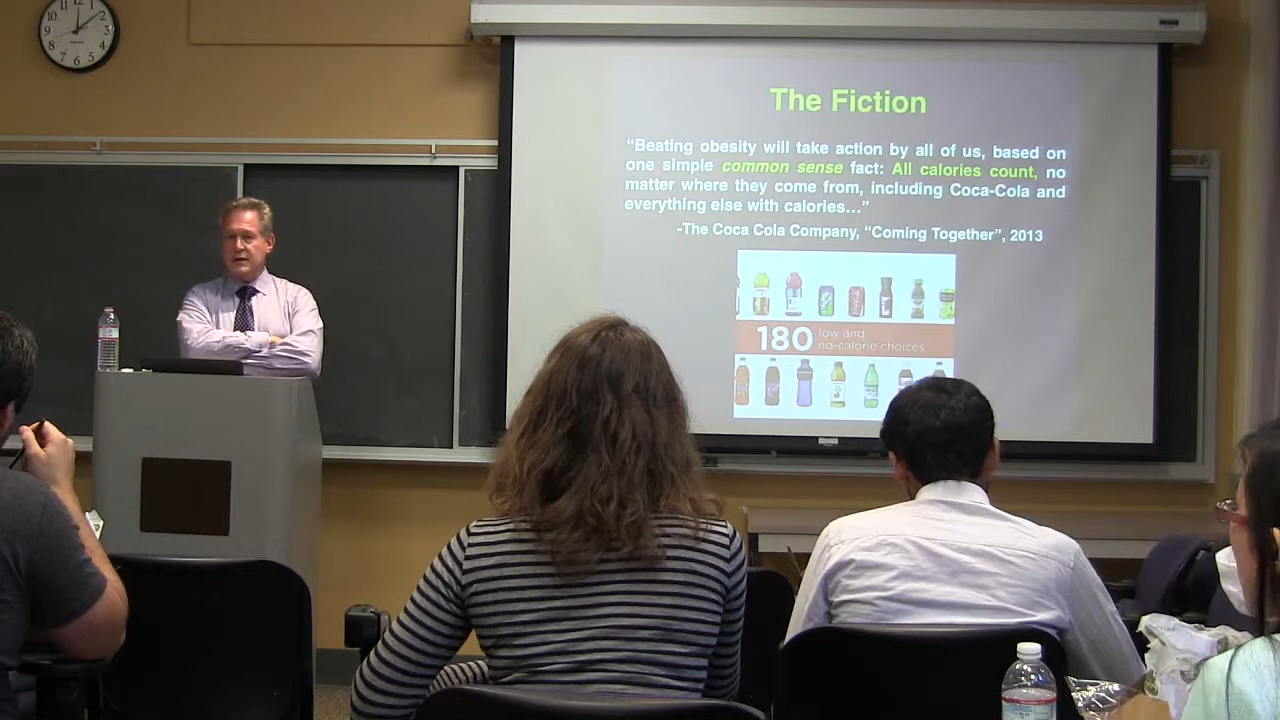 The Fiction
“Beating obesity will take action by all of us, based on
one simple common sense fact: All calories count, no
matter where they come from, including Coca-Cola and
everything else with calories…”
-The Coca Cola Company, “Coming Together”, 2013
180 low and
no-calorie choices